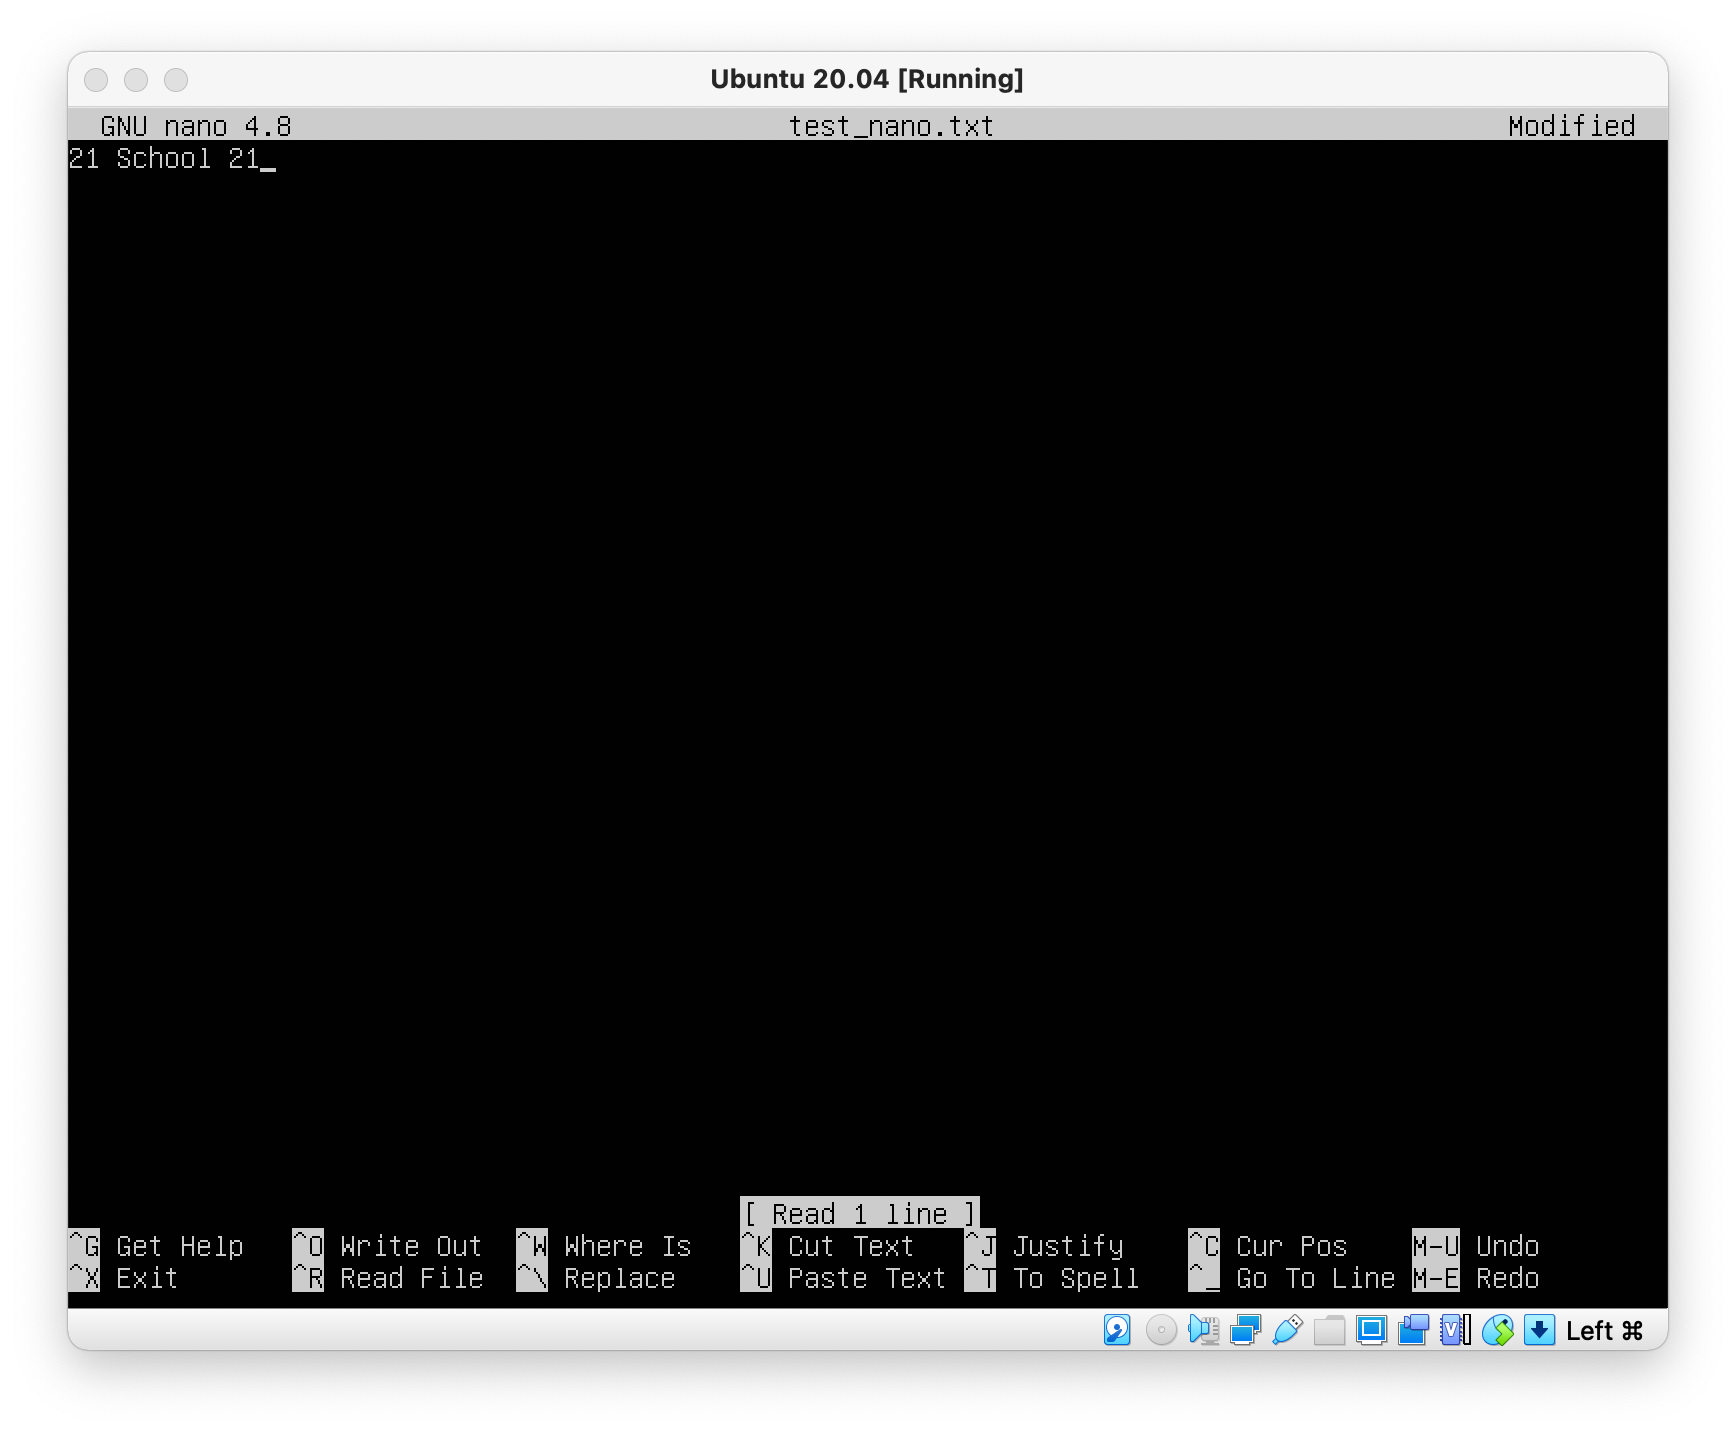 Ubuntu 20.04 [Running]
GNU nano 4.8 test_nano.txt Modified
21 School 21_
[ Read 1 line ]
^G Get Help ^O Write Out ^W Where Is ^K Cut Text ^J Justify ^C Cur Pos M-U Undo
^X Exit ^R Read File ^\ Replace ^U Paste Text ^T To Spell ^_ Go To Line M-E Redo
Left ⌘